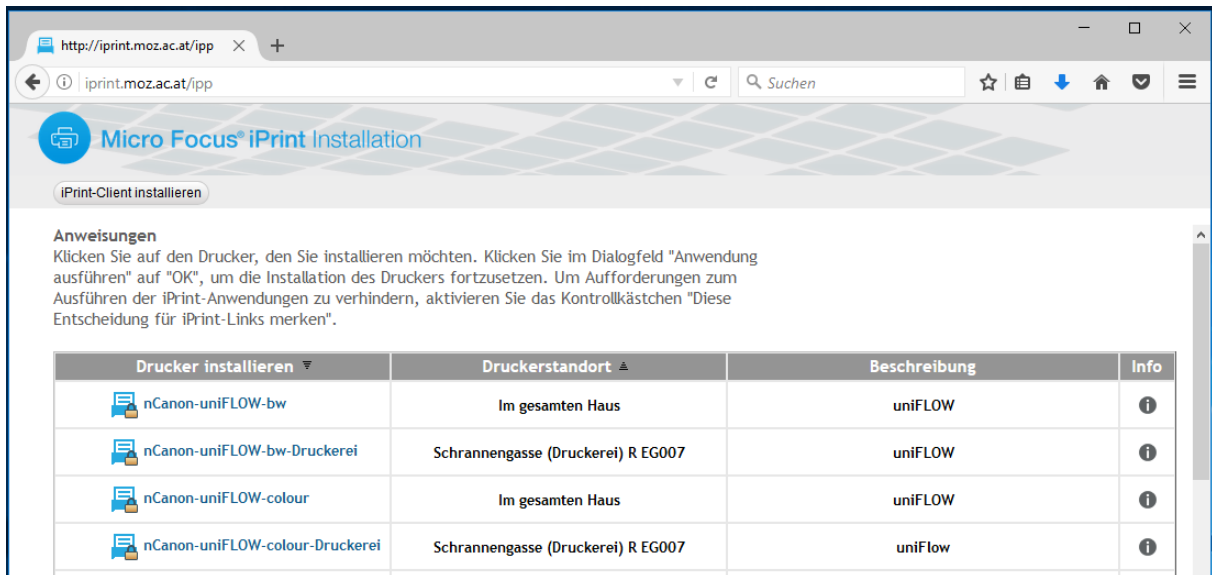 http://iprint.moz.ac.at/ipp
iprint.moz.ac.at/ipp
Suchen
Micro Focus® iPrint Installation
iPrint-Client installieren
Anweisungen
Klicken Sie auf den Drucker, den Sie installieren möchten. Klicken Sie im Dialogfeld "Anwendung
ausführen" auf "OK", um die Installation des Druckers fortzusetzen. Um Aufforderungen zum
Ausführen der iPrint-Anwendungen zu verhindern, aktivieren Sie das Kontrollkästchen "Diese
Entscheidung für iPrint-Links merken".
Drucker installieren Druckerstandort Beschreibung Info
nCanon-uniFLOW-bw Im gesamten Haus uniFLOW
nCanon-uniFLOW-bw-Druckerei Schrannengasse (Druckerei) R EG007 uniFLOW
nCanon-uniFLOW-colour Im gesamten Haus uniFLOW
nCanon-uniFLOW-colour-Druckerei Schrannengasse (Druckerei) R EG007 uniFlow